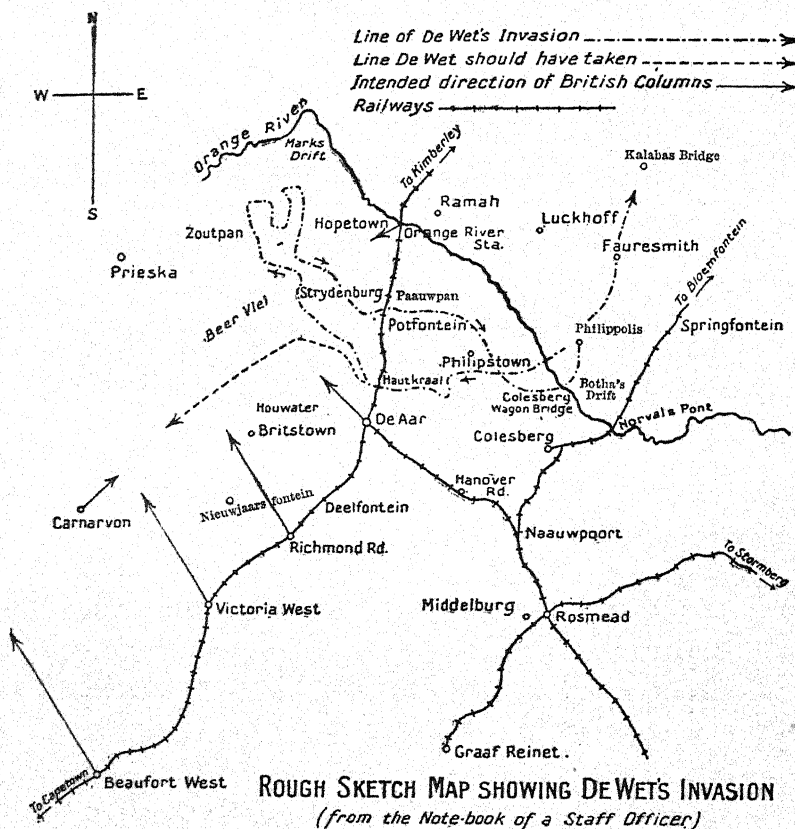 N
W
E
S
Line of De Wet's Invasion
Line De Wet should have taken
Intended direction of British Columns
Railways
Orange River
Marks
Drift
To Kimberley
Kalabas Bridge
Ramah
Zoutpan
Hopetown
Orange River
Sta.
Luckhoff
Fauresmith
Prieska
Strydenburg
Paauwpan
To Bloemfontein
Beer Vlei
Potfontein
Philippolis
Springfontein
Philipstown
Hautkraal
Botha's
Drift
Colesberg
Wagon Bridge
Houwater
Britstown
De Aar
Norvals Pont
Colesberg
Hanover
Rd.
Nieuwjaarsfontein
Deelfontein
Carnarvon
Richmond Rd.
Naauwpoort
To Stormberg
Victoria West
Middelburg
Rosmead
Graaf Reinet.
To Capetown
Beaufort West
ROUGH SKETCH MAP SHOWING DE WET'S INVASION
(from the Note-book of a Staff Officer)